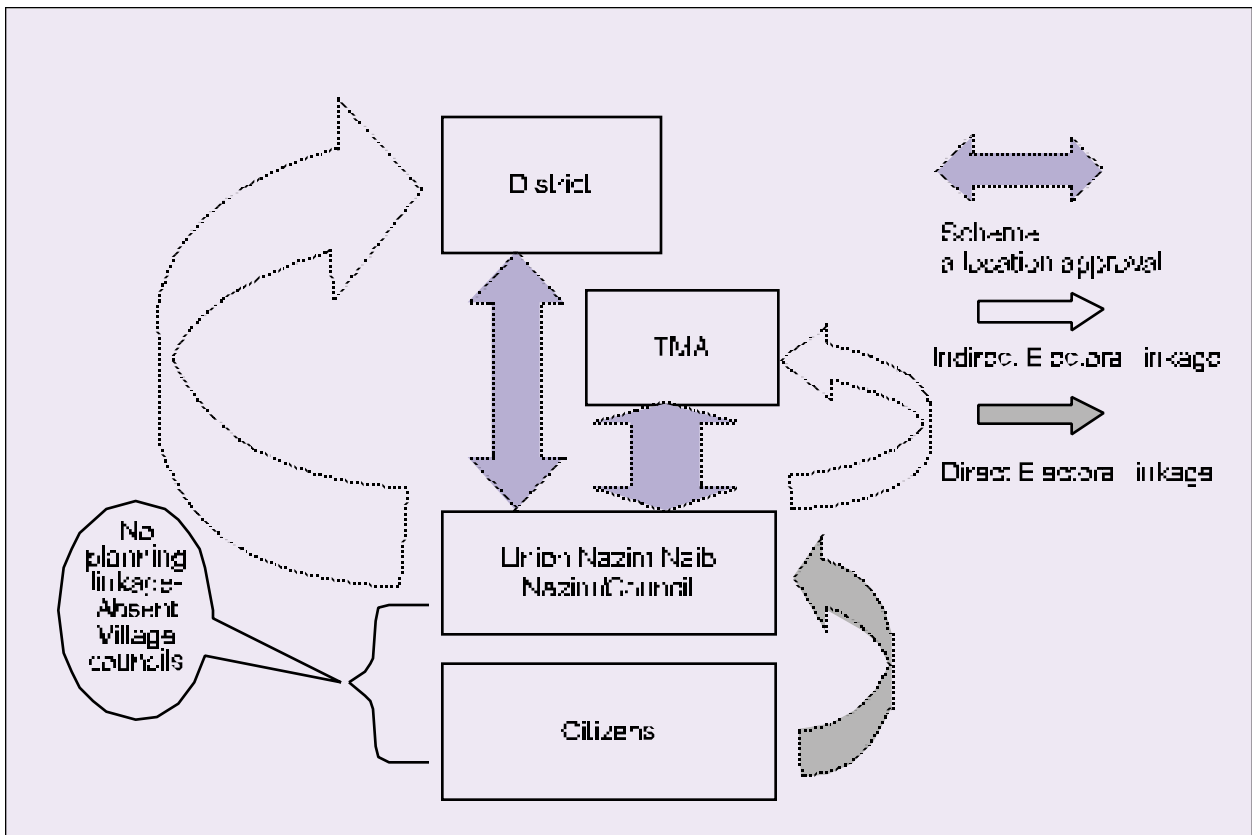 District
Scheme
allocation approval
TMA
Indirect Electoral linkage
Direct Electoral linkage
No
planning
linkage-
Absent
Village
councils
Union Nazim Naib
Nazim/Council
Citizens